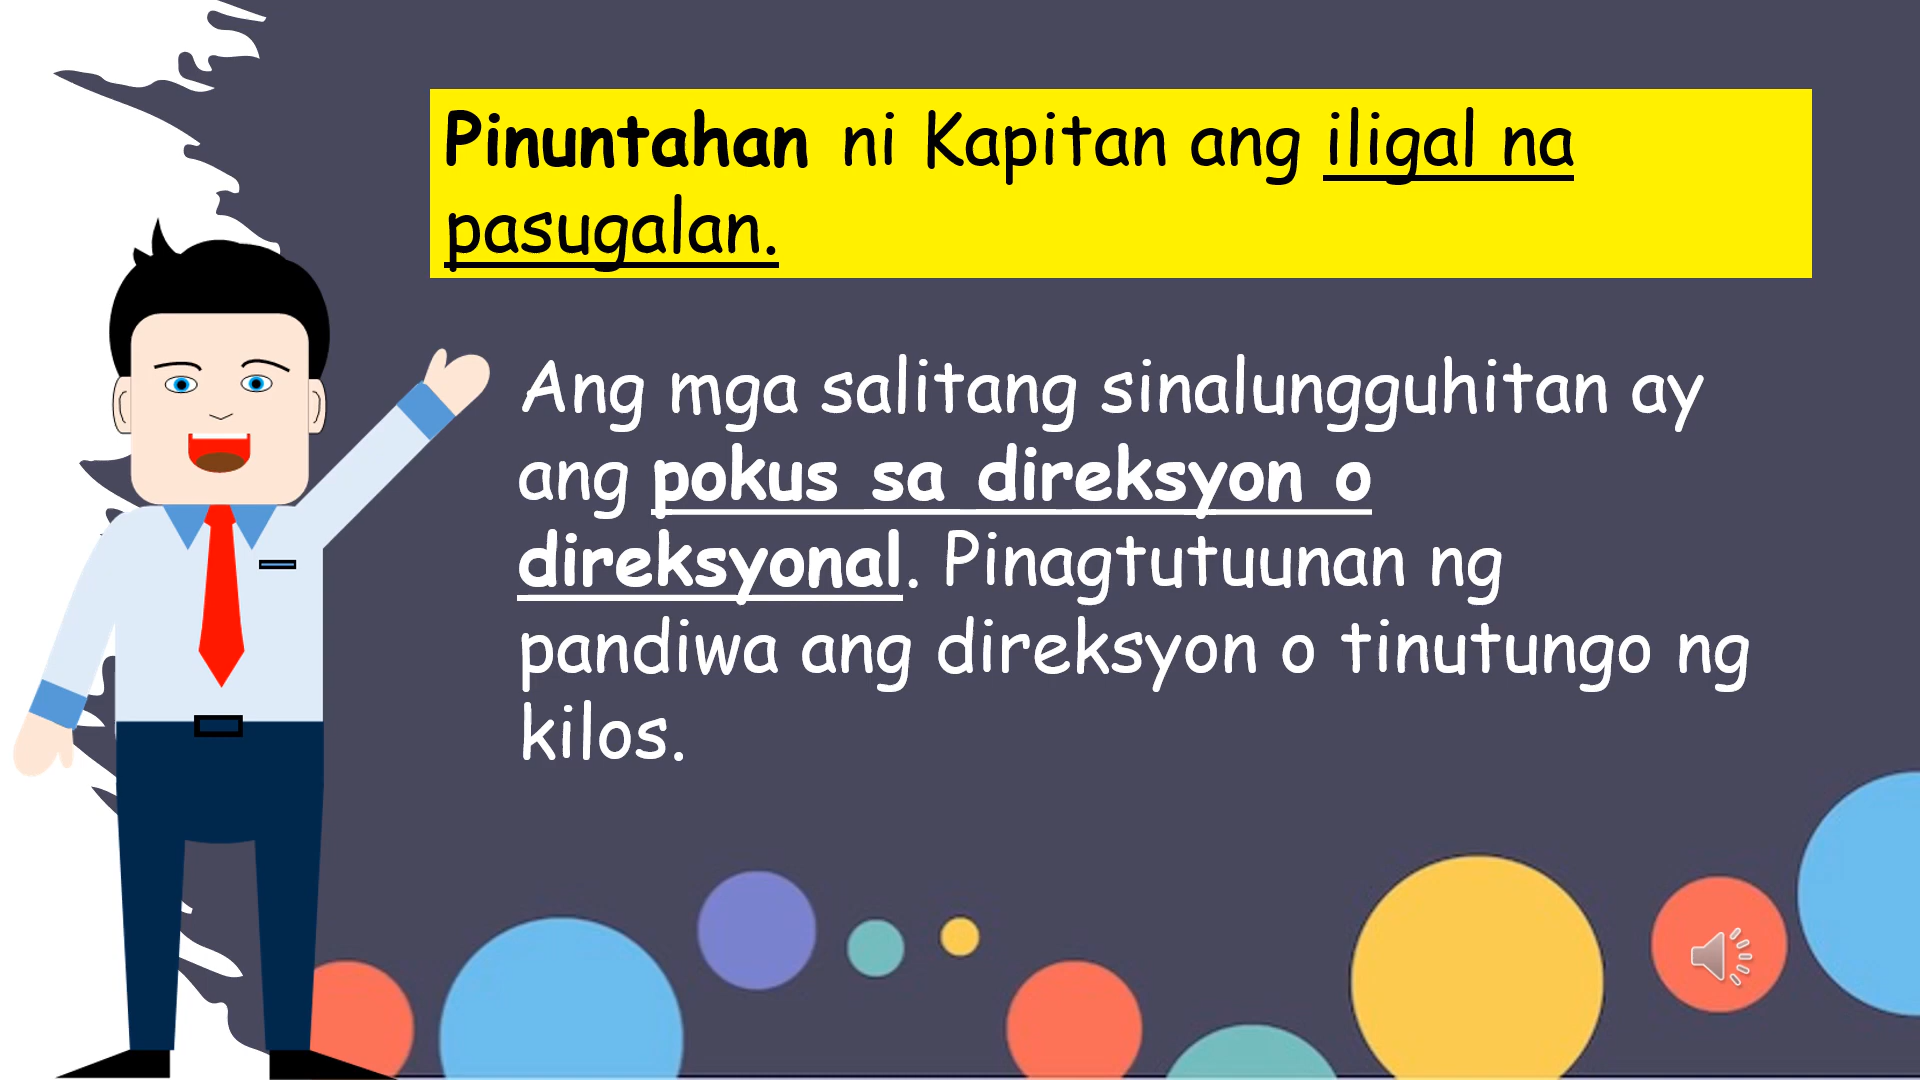 Pinuntahan ni Kapitan ang iligal na
pasugalan.
Ang mga salitang sinalungguhitan ay
ang pokus sa direksyon o
direksyonal. Pinagtutuunan ng
pandiwa ang direksyon o tinutungo ng
kilos.